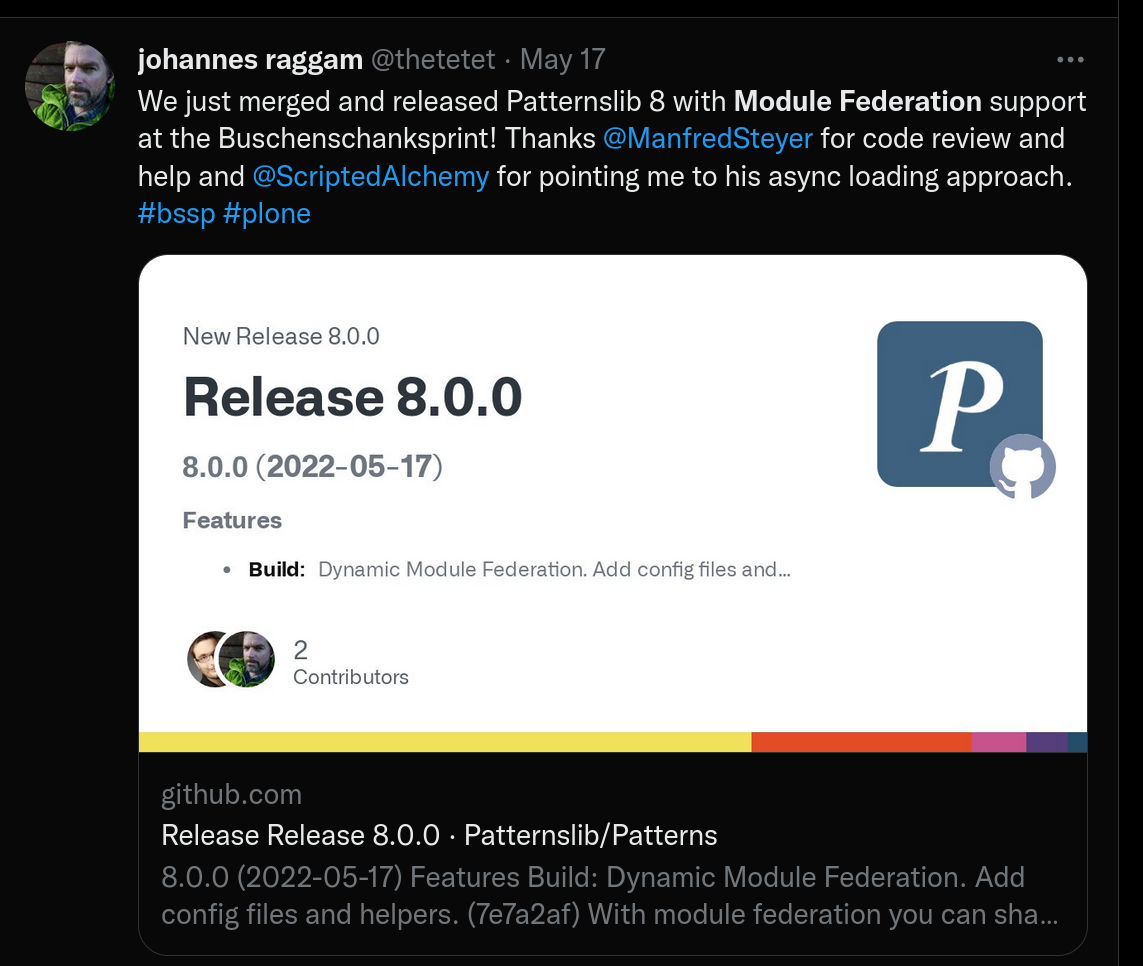 johannes raggam @thetetet · May 17
We just merged and released Patternslib 8 with Module Federation support
at the Buschenschanksprint! Thanks @ManfredSteyer for code review and
help and @ScriptedAlchemy for pointing me to his async loading approach.
#bssp #plone
New Release 8.0.0
Release 8.0.0
8.0.0 (2022-05-17)
Features
• Build: Dynamic Module Federation. Add config files and...
P
2
Contributors
github.com
Release Release 8.0.0 · Patternslib/Patterns
8.0.0 (2022-05-17) Features Build: Dynamic Module Federation. Add
config files and helpers. (7e7a2af) With module federation you can sha...